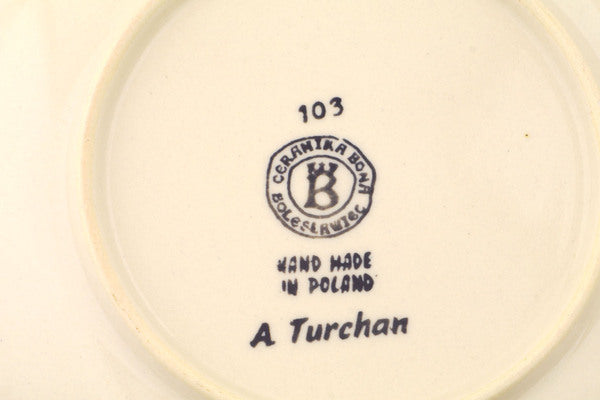 103
CERAMIKA BONA
B
BOLESŁAWIEC
HAND MADE
IN POLAND
A Turchan